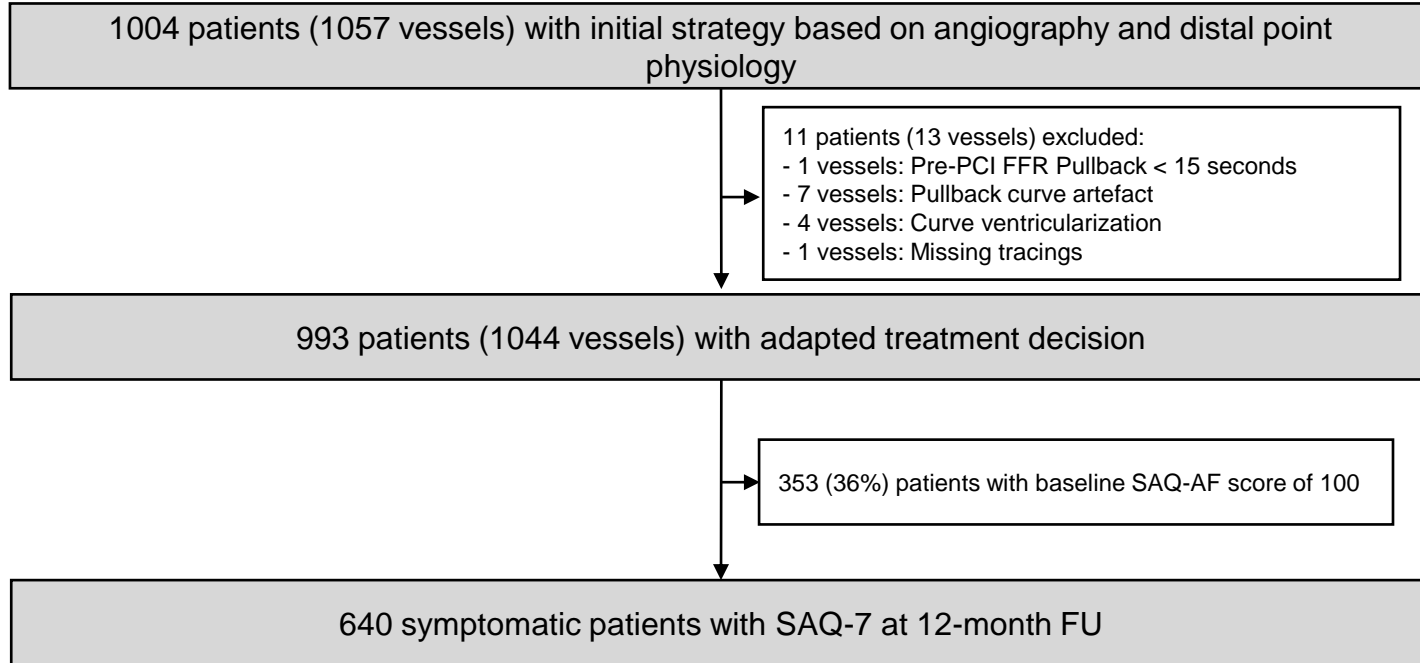 1004 patients (1057 vessels) with initial strategy based on angiography and distal point
physiology
11 patients (13 vessels) excluded:
- 1 vessels: Pre-PCI FFR Pullback < 15 seconds
- 7 vessels: Pullback curve artefact
- 4 vessels: Curve ventricularization
- 1 vessels: Missing tracings
993 patients (1044 vessels) with adapted treatment decision
353 (36%) patients with baseline SAQ-AF score of 100
640 symptomatic patients with SAQ-7 at 12-month FU